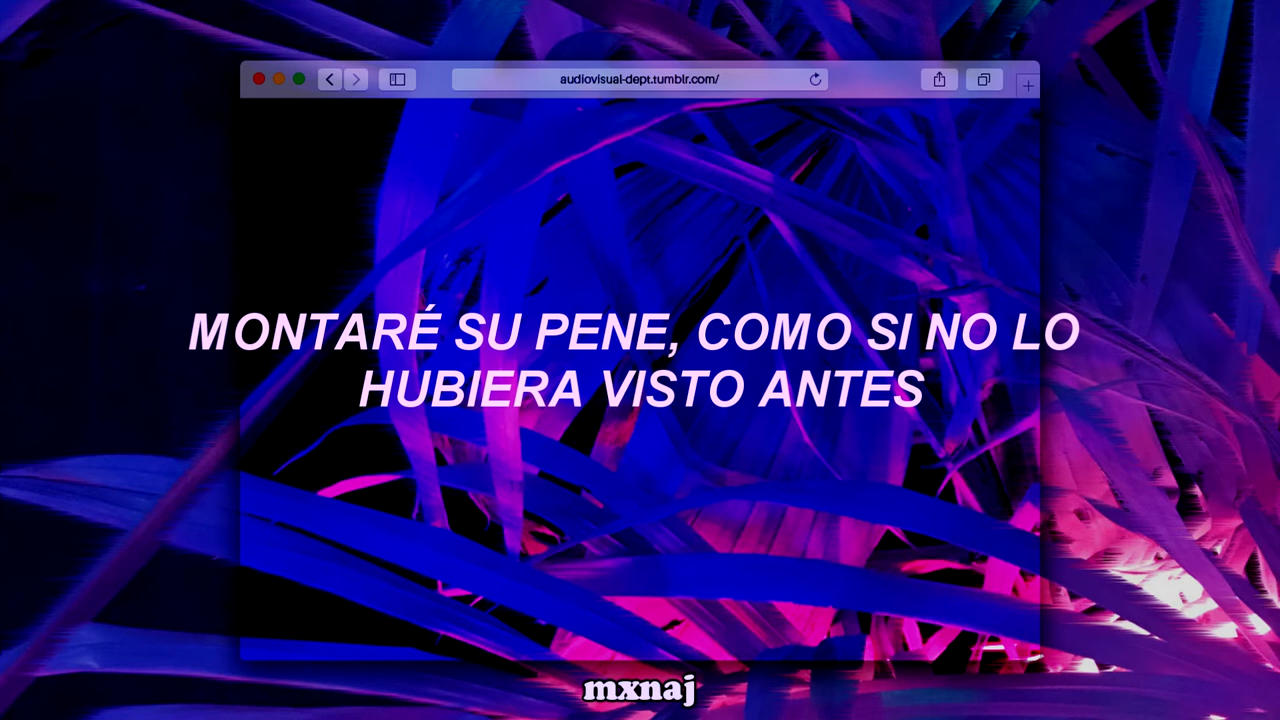 audiovisual-dept.tumblr.com/
MONTARÉ SU PENE, COMO SI NO LO
HUBIERA VISTO ANTES
mxnaj